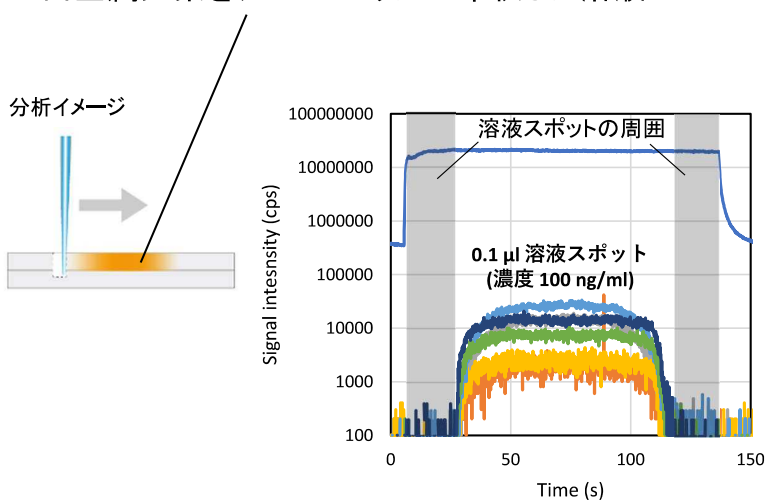 分析イメージ
溶液スポットの周囲
0.1 µl 溶液スポット
(濃度 100 ng/ml)
Signal intesnsity (cps)
100000000
10000000
1000000
100000
10000
1000
100
0
50
100
150
Time (s)